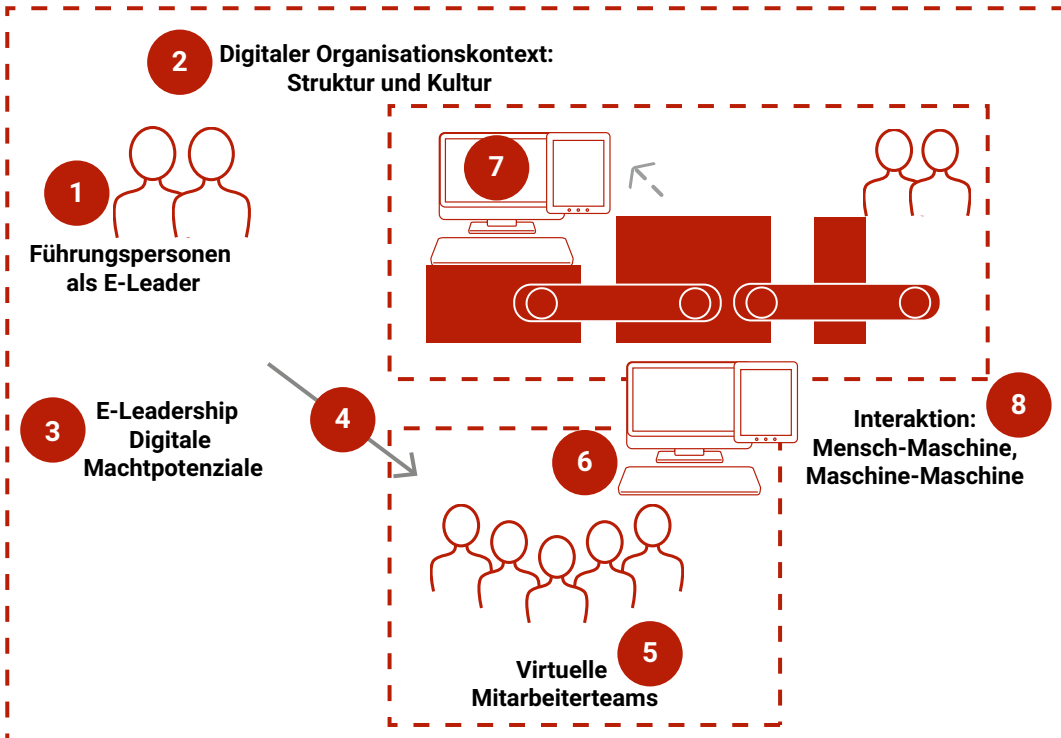 2
Digitaler Organisationskontext:
Struktur und Kultur
1
Führungspersonen
als E-Leader
7
3
E-Leadership
Digitale
Machtpotenziale
4
8
Interaktion:
Mensch-Maschine,
Maschine-Maschine
6
5
Virtuelle
Mitarbeiterteams